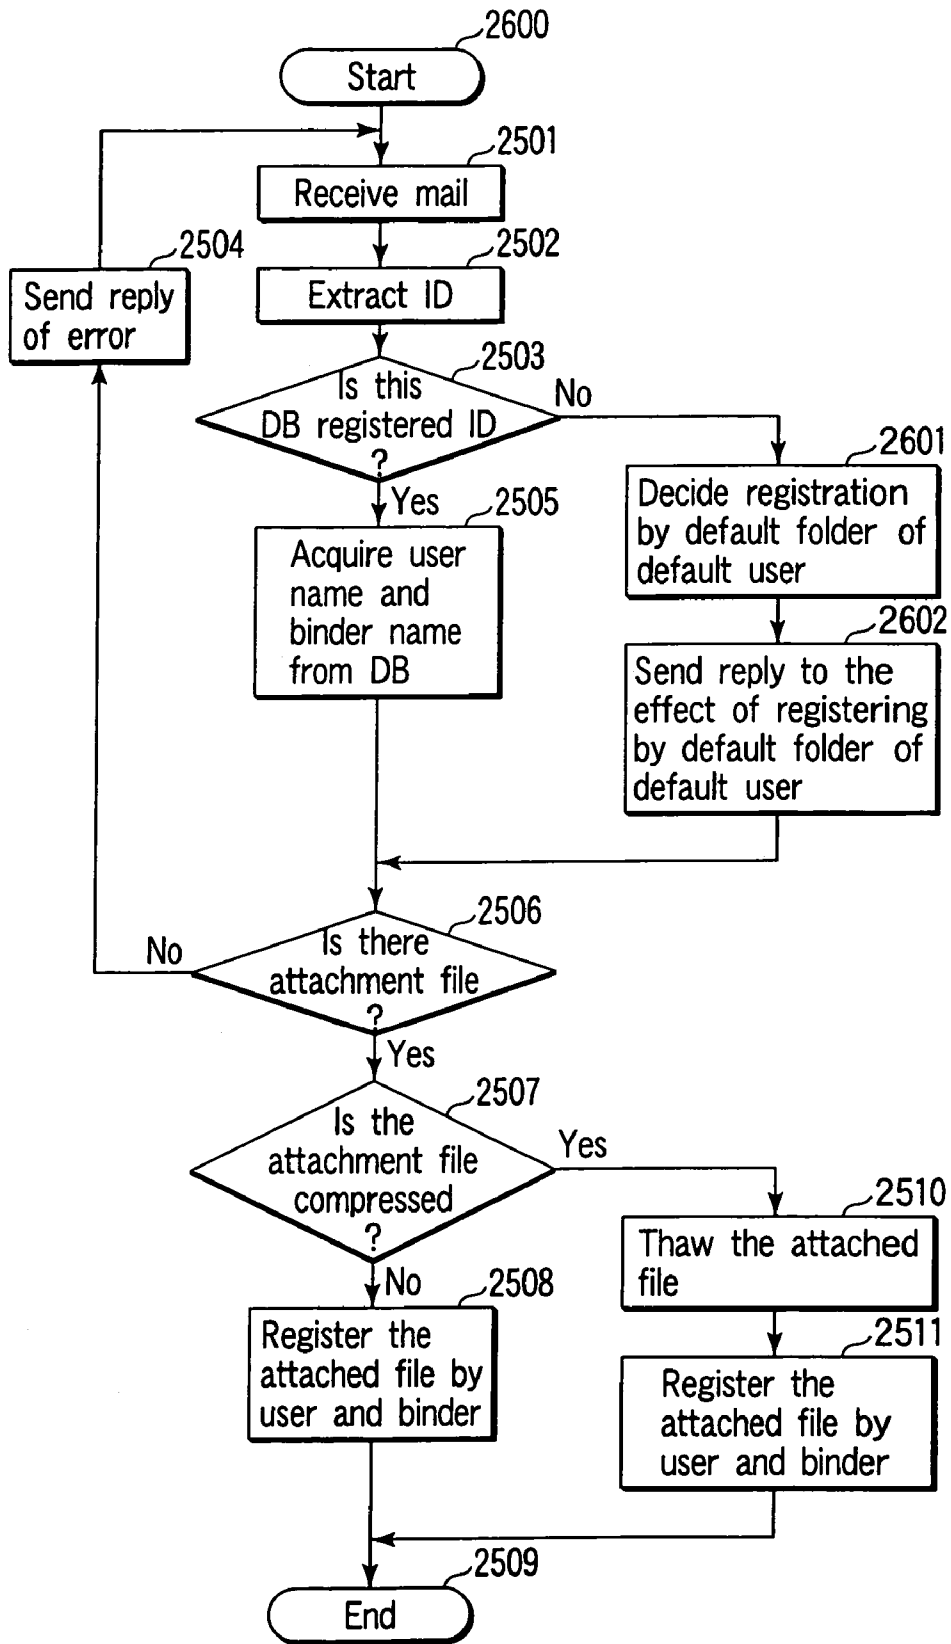 2600
Start
2501
Receive mail
2502
Extract ID
2504
Send reply
of error
2503
Is this
DB registered ID
?
No
Yes
2601
Decide registration
by default folder of
default user
2505
Acquire user
name and
binder name
from DB
2602
Send reply to the
effect of registering
by default folder of
default user
2506
Is there
attachment file
?
No
Yes
2507
Is the
attachment file
compressed
?
Yes
No
2510
Thaw the attached
file
2508
Register the
attached file by
user and binder
2511
Register the
attached file by
user and binder
2509
End